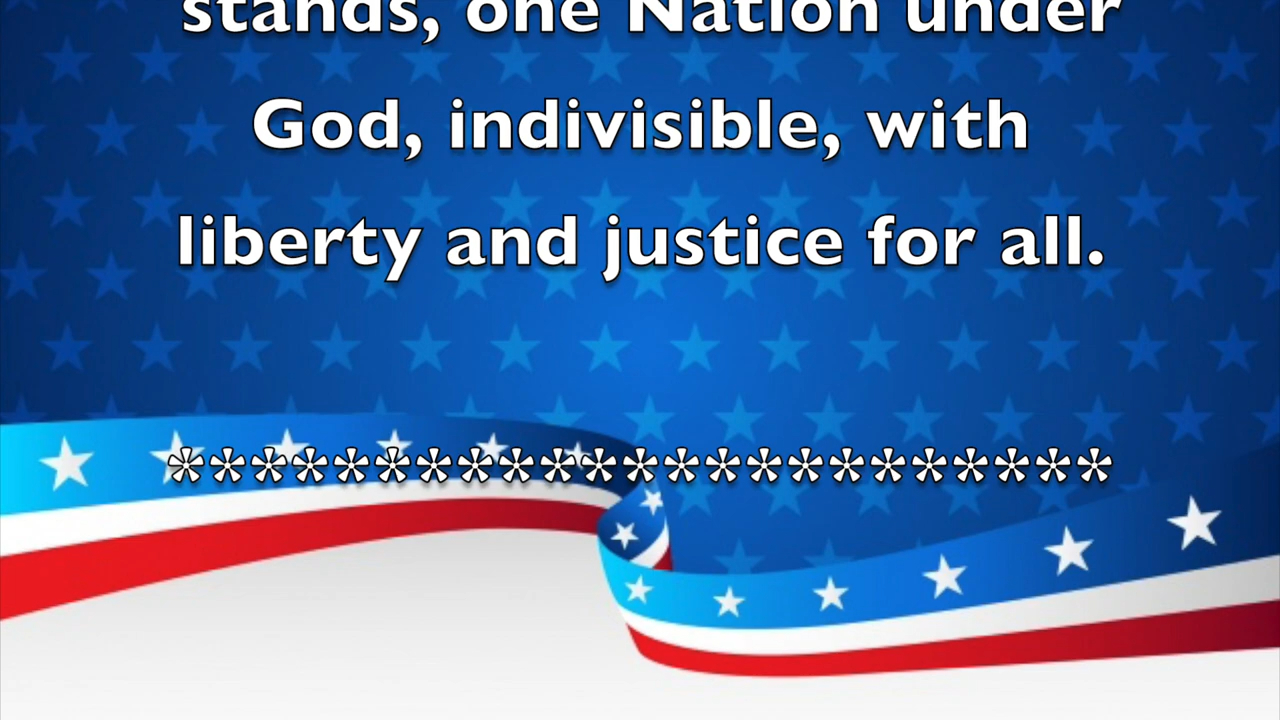 stands, one Nation under
God, indivisible, with
liberty and justice for all.
***********************